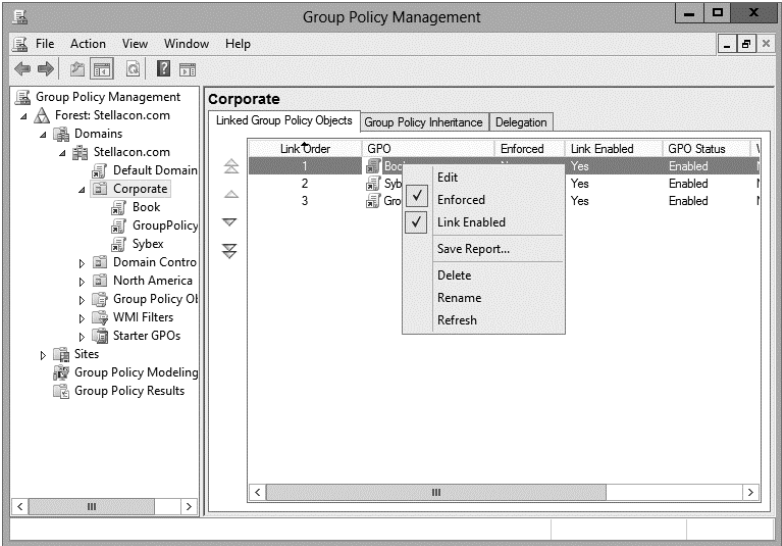 Group Policy Management
File Action View Window Help
Group Policy Management
Forest: Stellacon.com
Domains
Stellacon.com
Default Domain
Corporate
Book
GroupPolicy
Sybex
Domain Contro
North America
Group Policy Ob
WMI Filters
Starter GPOs
Sites
Group Policy Modeling
Group Policy Results
Corporate
Linked Group Policy Objects Group Policy Inheritance Delegation
Link Order GPO Enforced Link Enabled GPO Status
1 Boo Yes Enabled
2 Syb Yes Enabled
3 Gro Yes Enabled
Edit
Enforced
Link Enabled
Save Report...
Delete
Rename
Refresh